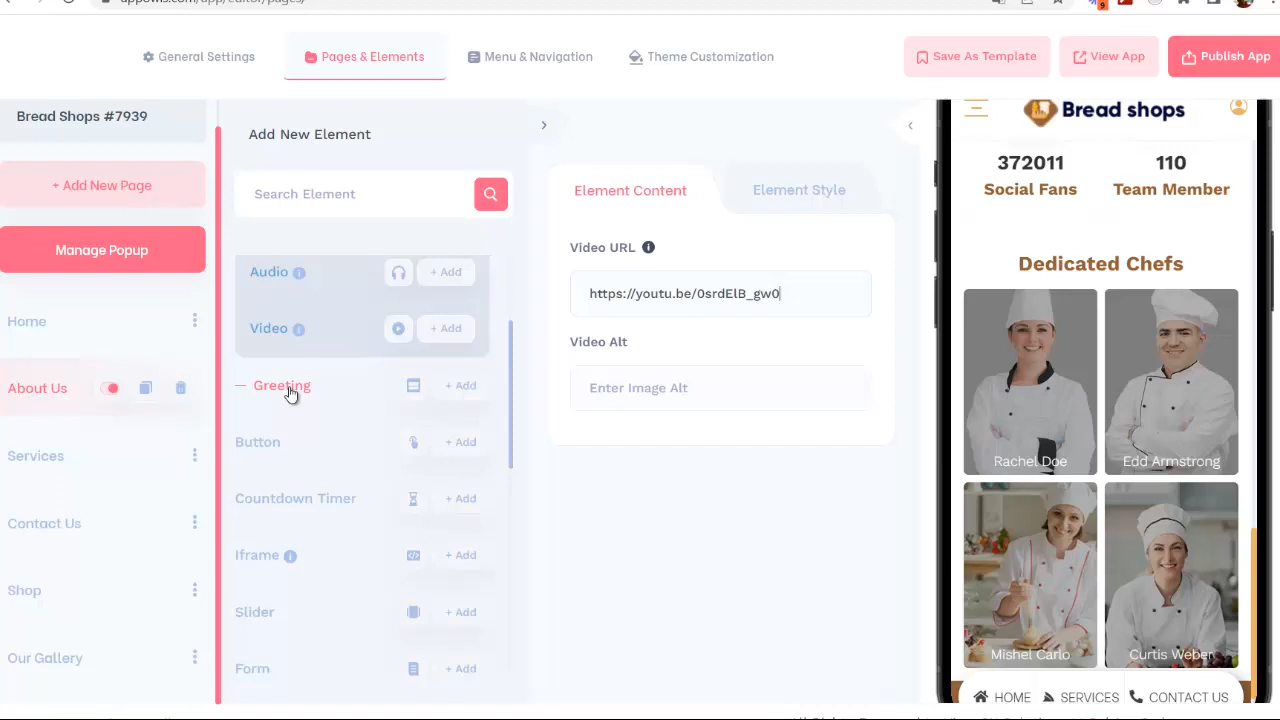 General Settings
Pages & Elements
Menu & Navigation
Theme Customization
Save As Template
View App
Publish App
Bread Shops #7939
+ Add New Page
Manage Popup
Home
About Us
Services
Contact Us
Shop
Our Gallery
Add New Element
Search Element
Audio
+ Add
Video
+ Add
Greeting
+ Add
Button
+ Add
Countdown Timer
+ Add
Iframe
+ Add
Slider
+ Add
Form
+ Add
Element Content
Element Style
Video URL
https://youtu.be/0srdElB_gw0
Video Alt
Enter Image Alt
Bread shops
372011
110
Social Fans
Team Member
Dedicated Chefs
Rachel Doe
Edd Armstrong
Mishel Carlo
Curtis Weber
HOME
SERVICES
CONTACT US